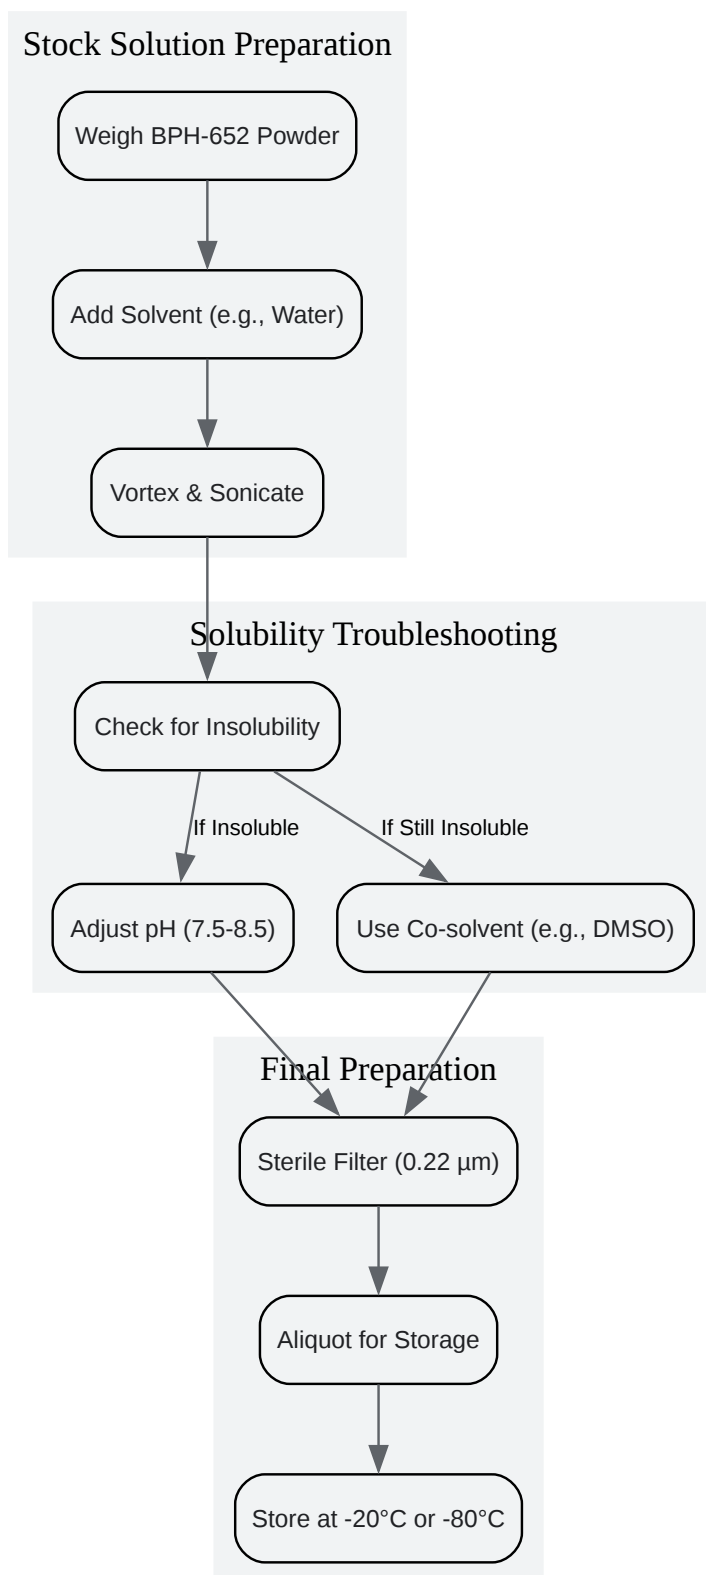 Stock Solution Preparation
Weigh BPH-652 Powder
Add Solvent (e.g., Water)
Vortex & Sonicate
Solubility Troubleshooting
Check for Insolubility
If Insoluble
If Still Insoluble
Adjust pH (7.5-8.5)
Use Co-solvent (e.g., DMSO)
Final Preparation
Sterile Filter (0.22 µm)
Aliquot for Storage
Store at -20°C or -80°C